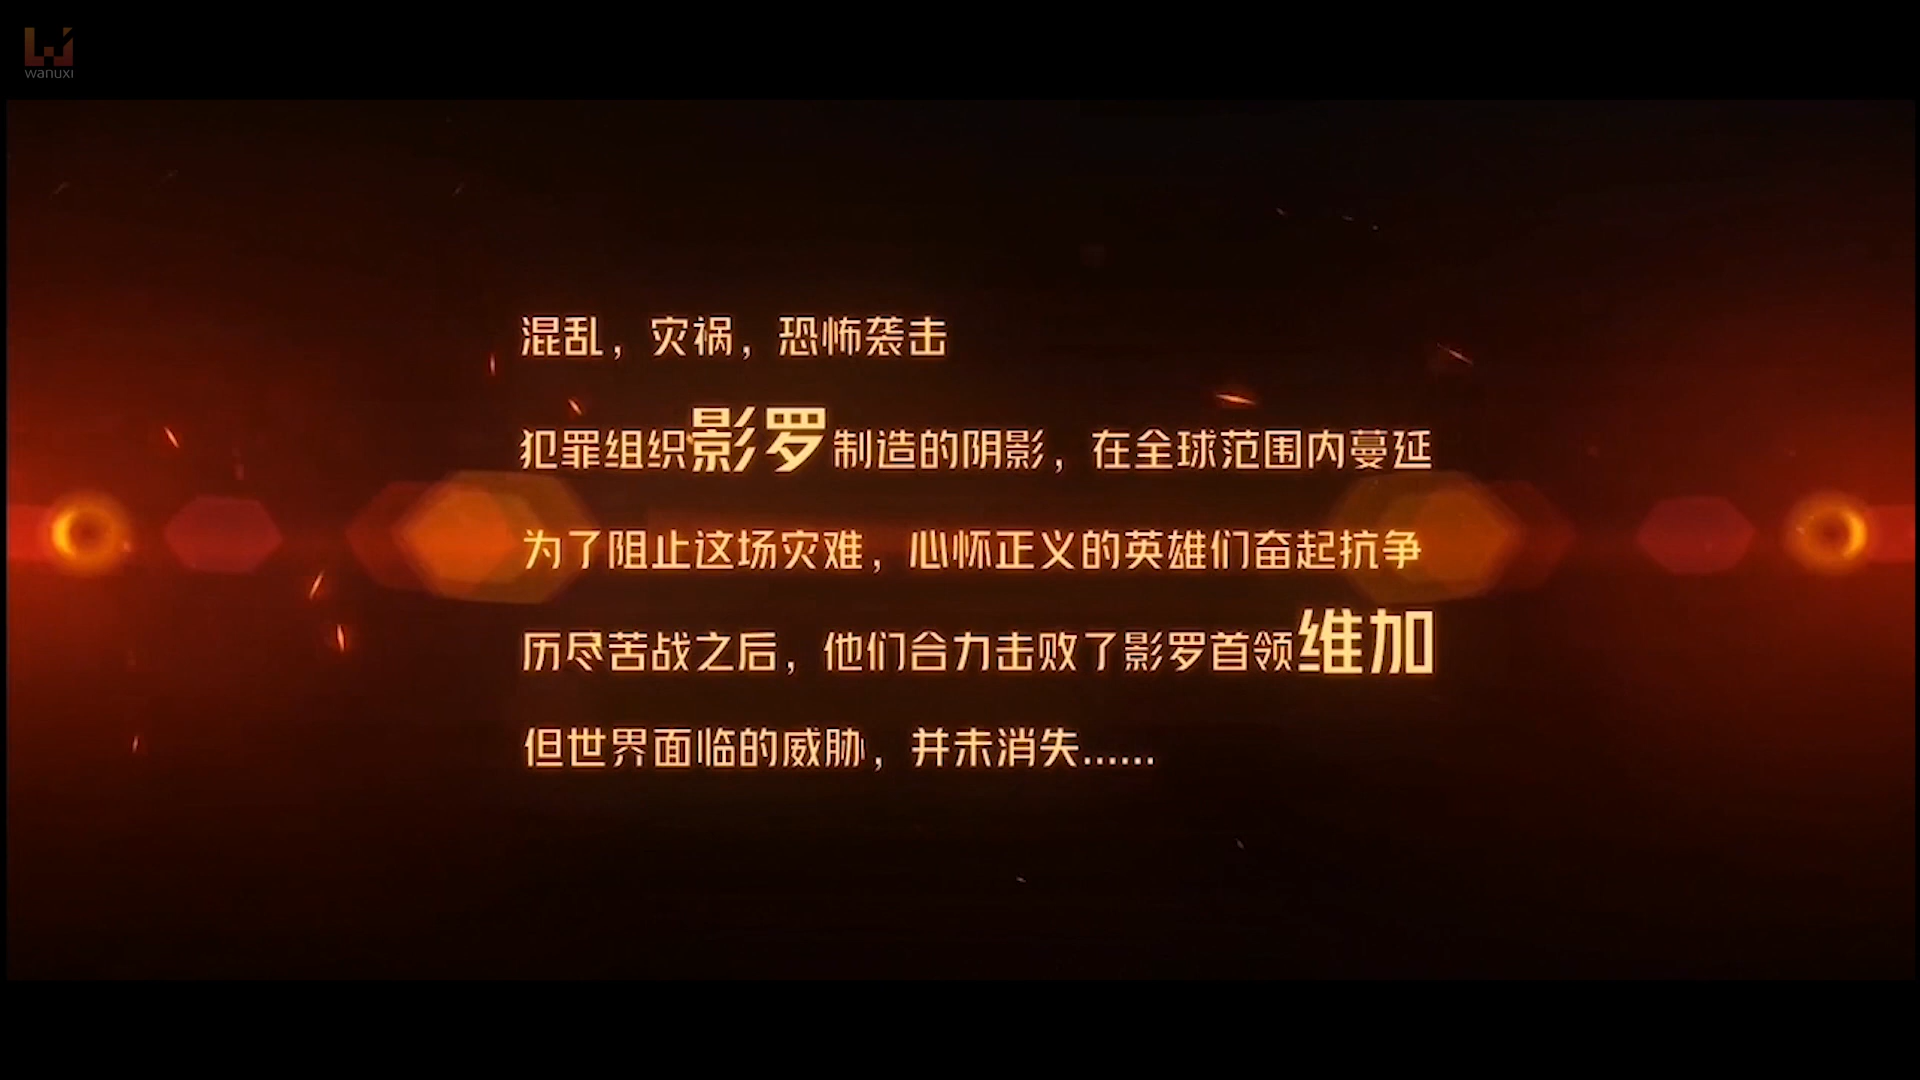 wanuxi
混乱，灾祸，恐怖袭击
犯罪组织影罗制造的阴影，在全球范围内蔓延
为了阻止这场灾难，心怀正义的英雄们奋起抗争
历尽苦战之后，他们合力击败了影罗首领维加
但世界面临的威胁，并未消失......